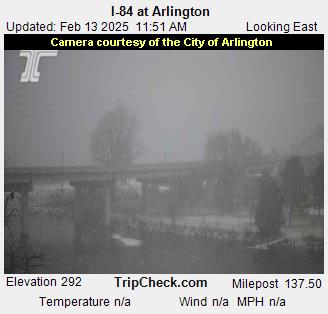 I-84 at Arlington
Updated: Feb 13 2025 11:51 AM Looking East
Camera courtesy of the City of Arlington
Elevation 292 TripCheck.com Milepost 137.50
Temperature n/a Wind n/a MPH n/a